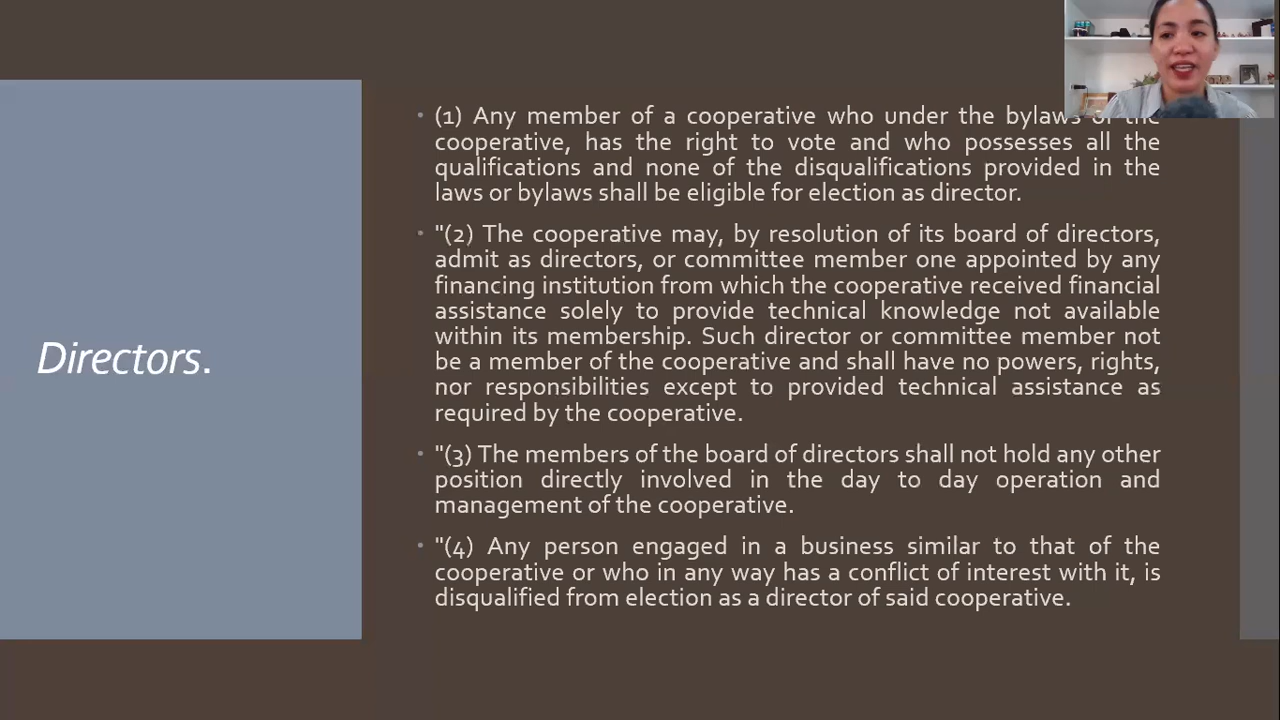 Directors.
(1) Any member of a cooperative who under the bylaws of the
cooperative, has the right to vote and who possesses all the
qualifications and none of the disqualifications provided in the
laws or bylaws shall be eligible for election as director.
"(2) The cooperative may, by resolution of its board of directors,
admit as directors, or committee member one appointed by any
financing institution from which the cooperative received financial
assistance solely to provide technical knowledge not available
within its membership. Such director or committee member not
be a member of the cooperative and shall have no powers, rights,
nor responsibilities except to provided technical assistance as
required by the cooperative.
"(3) The members of the board of directors shall not hold any other
position directly involved in the day to day operation and
management of the cooperative.
"(4) Any person engaged in a business similar to that of the
cooperative or who in any way has a conflict of interest with it, is
disqualified from election as a director of said cooperative.